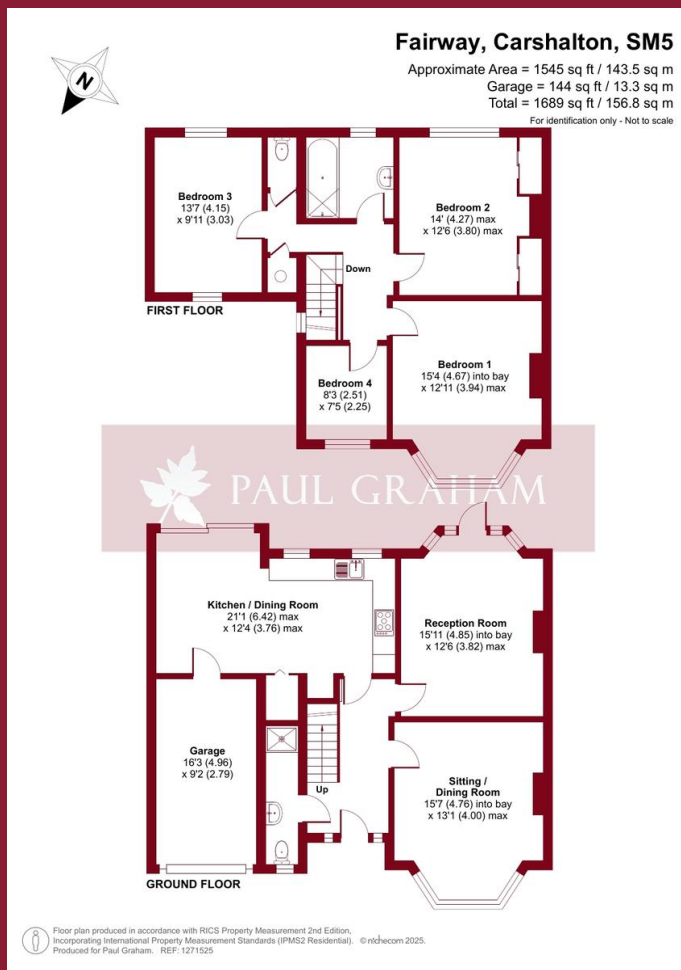 Fairway, Carshalton, SM5
Approximate Area = 1545 sq ft / 143.5 sq m
Garage = 144 sq ft / 13.3 sq m
Total = 1689 sq ft / 156.8 sq m
For identification only - Not to scale
N
Bedroom 3
13'7 (4.15)
x 9'11 (3.03)
Bedroom 2
14' (4.27) max
x 12'6 (3.80) max
Down
FIRST FLOOR
Bedroom 1
15'4 (4.67) into bay
x 12'11 (3.94) max
Bedroom 4
8'3 (2.51)
x 7'5 (2.25)
PAUL GRAHAM
Kitchen / Dining Room
21'1 (6.42) max
x 12'4 (3.76) max
Reception Room
15'11 (4.85) into bay
x 12'6 (3.82) max
Garage
16'3 (4.96)
x 9'2 (2.79)
Up
Sitting /
Dining Room
15'7 (4.76) into bay
x 13'1 (4.00) max
GROUND FLOOR
Floor plan produced in accordance with RICS Property Measurement 2nd Edition,
Incorporating International Property Measurement Standards (IPMS2 Residential). © nichecom 2025.
Produced for Paul Graham. REF: 1271525